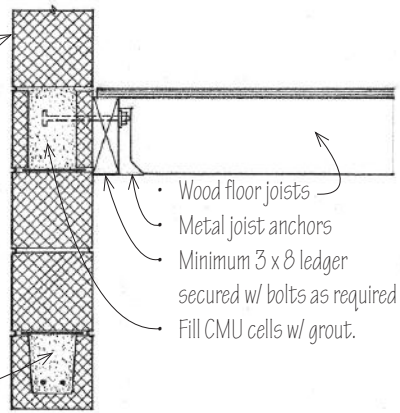 • Wood floor joists
• Metal joist anchors
• Minimum 3 x 8 ledger
secured w/ bolts as required
• Fill CMU cells w/ grout.